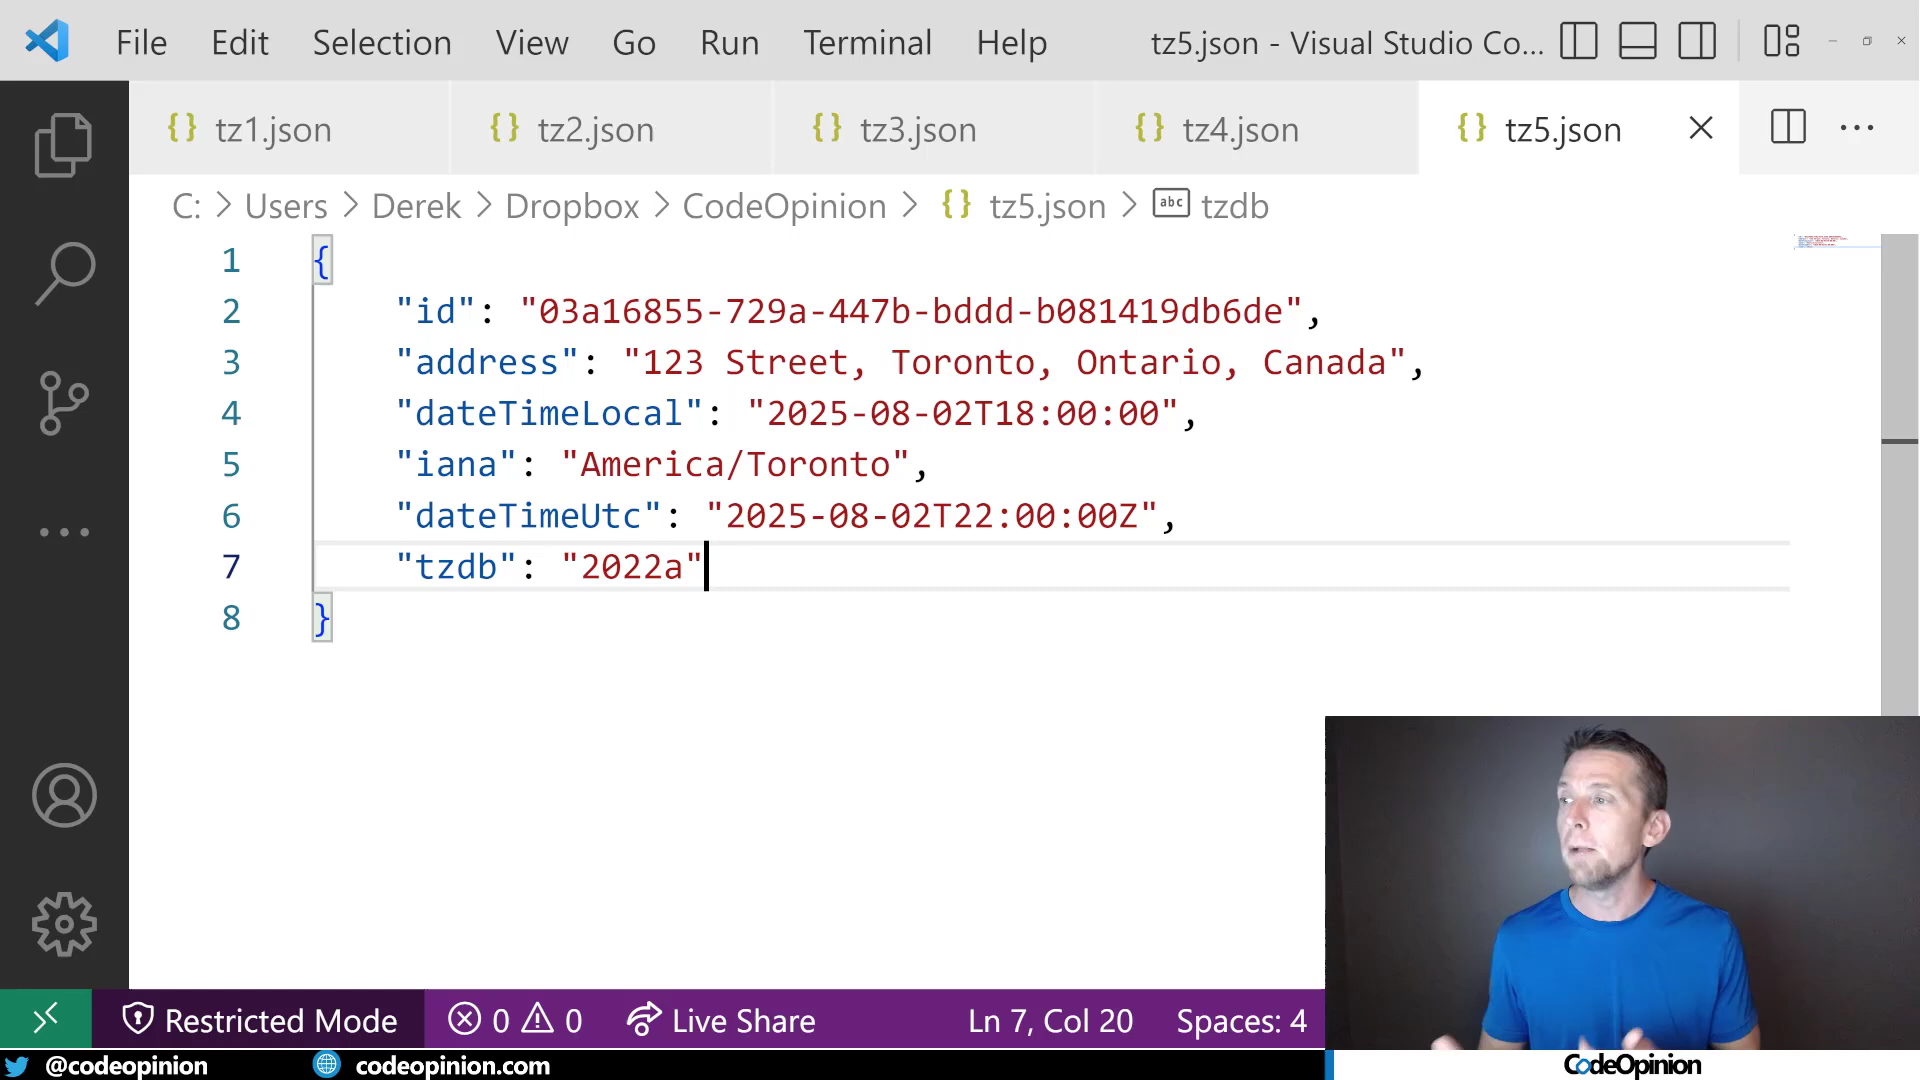 File Edit Selection View Go Run Terminal Help tz5.json - Visual Studio Co...
{} tz1.json {} tz2.json {} tz3.json {} tz4.json {} tz5.json
C: > Users > Derek > Dropbox > CodeOpinion > {} tz5.json > abc tzdb
1 {
2 "id": "03a16855-729a-447b-bddd-b081419db6de",
3 "address": "123 Street, Toronto, Ontario, Canada",
4 "dateTimeLocal": "2025-08-02T18:00:00",
5 "iana": "America/Toronto",
6 "dateTimeUtc": "2025-08-02T22:00:00Z",
7 "tzdb": "2022a"
8 }
Restricted Mode 0 0 Live Share Ln 7, Col 20 Spaces: 4
@codeopinion codeopinion.com CodeOpinion